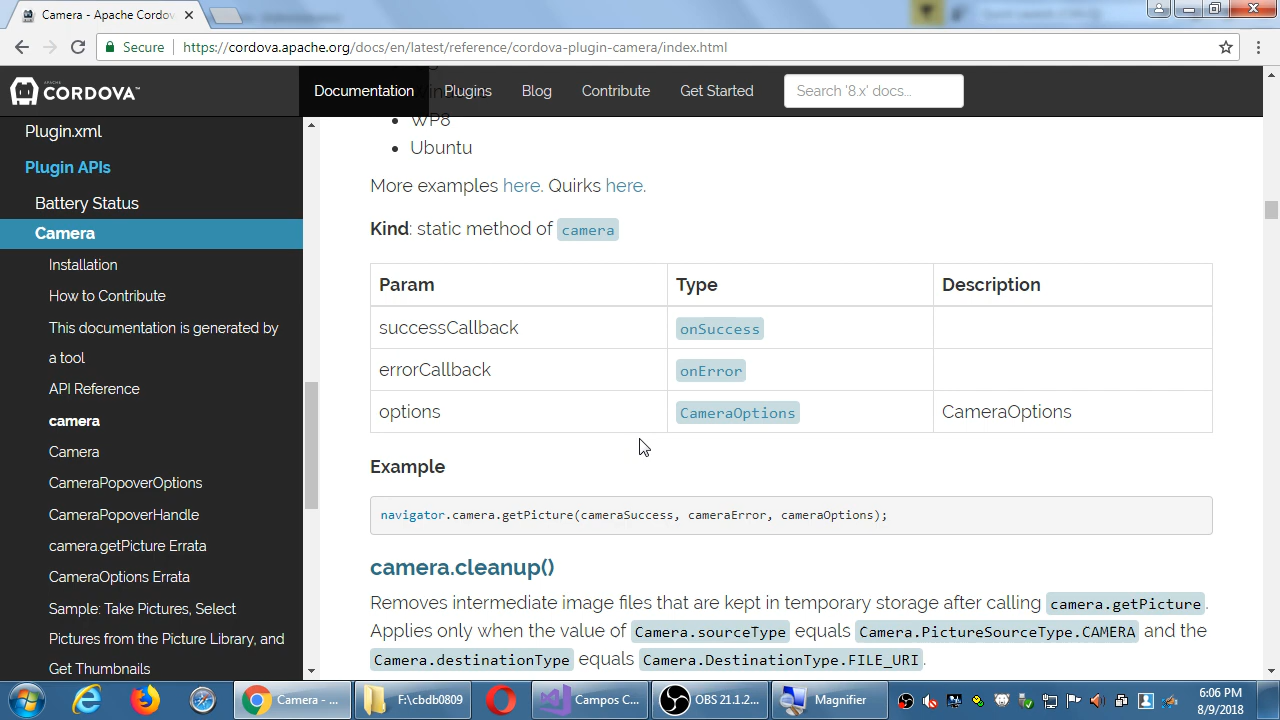 Camera - Apache Cordov
Secure
https://cordova.apache.org/docs/en/latest/reference/cordova-plugin-camera/index.html
APACHE
CORDOVA™
Documentation
Plugins
Blog
Contribute
Get Started
Search '8.x' docs...
Plugin.xml
Plugin APIs
Battery Status
Camera
Installation
How to Contribute
This documentation is generated by
a tool
API Reference
camera
Camera
CameraPopoverOptions
CameraPopoverHandle
camera.getPicture Errata
CameraOptions Errata
Sample: Take Pictures, Select
Pictures from the Picture Library, and
Get Thumbnails
WP8
Ubuntu
More examples here. Quirks here.
Kind: static method of camera
Param Type Description
successCallback onSuccess
errorCallback onError
options CameraOptions CameraOptions
Example
navigator.camera.getPicture(cameraSuccess, cameraError, cameraOptions);
camera.cleanup()
Removes intermediate image files that are kept in temporary storage after calling camera.getPicture.
Applies only when the value of Camera.sourceType equals Camera.PictureSourceType.CAMERA and the
Camera.destinationType equals Camera.DestinationType.FILE_URI.
Camera - ...
F:\cbdb0809
Campos C...
OBS 21.1.2...
Magnifier
6:06 PM
8/9/2018